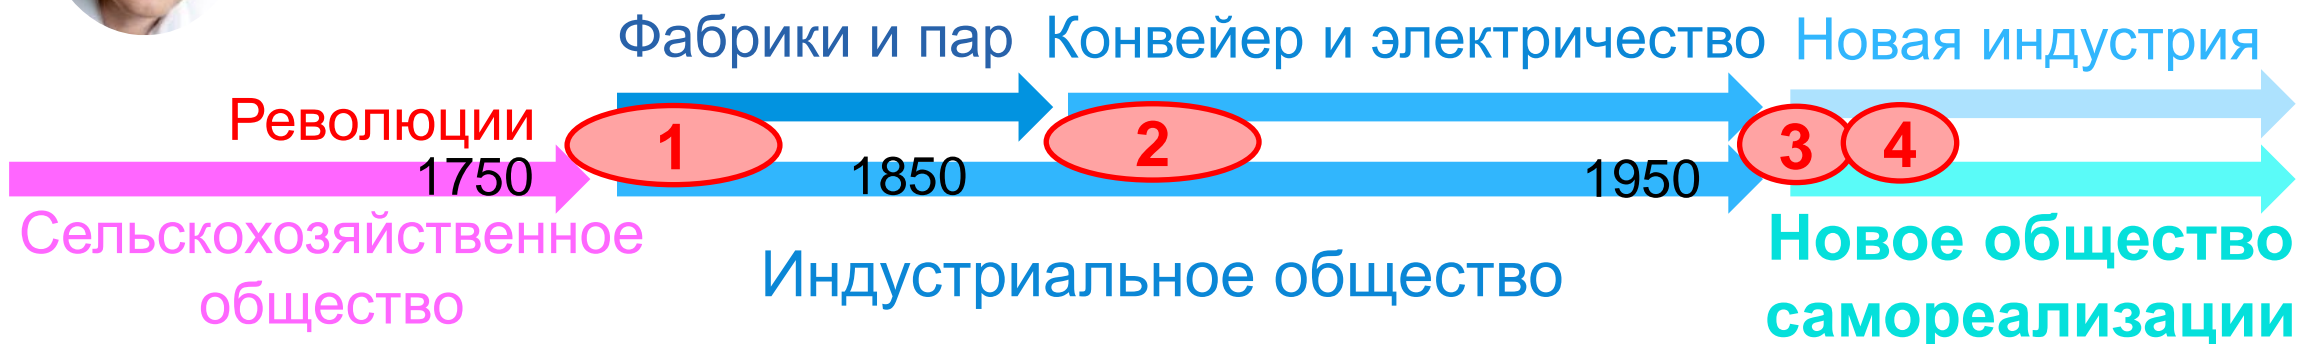 Фабрики и пар
Конвейер и электричество
Новая индустрия
Революции
1
2
3
4
1750
1850
1950
Сельскохозяйственное
общество
Индустриальное общество
Новое общество
самореализации